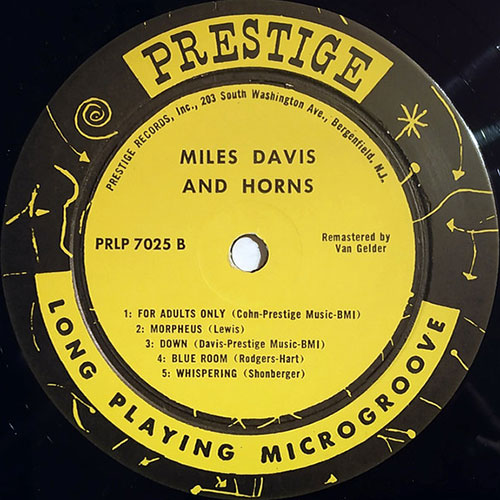 PRESTIGE
PRESTIGE RECORDS, Inc., 203 South Washington Ave., Bergenfield, N.J.
MILES DAVIS
AND HORNS
PRLP 7025 B
Remastered by
Van Gelder
1: FOR ADULTS ONLY (Cohn-Prestige Music-BMI)
2: MORPHEUS (Lewis)
3: DOWN (Davis-Prestige Music-BMI)
4: BLUE ROOM (Rodgers-Hart)
5: WHISPERING (Shonberger)
LONG PLAYING MICROGROOVE